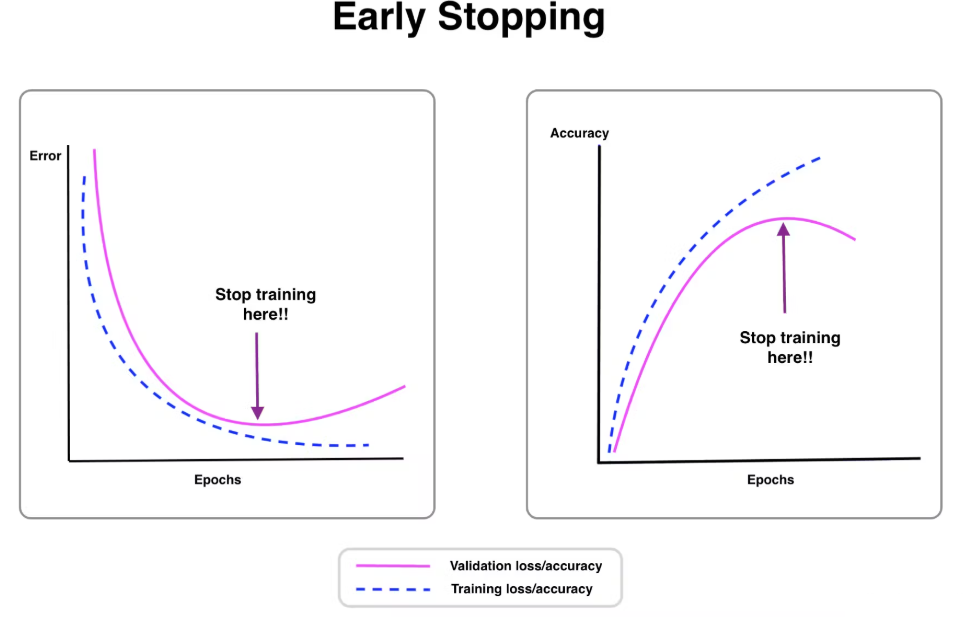 Early Stopping
Error
Stop training
here!!
Epochs
Accuracy
Stop training
here!!
Epochs
Validation loss/accuracy
Training loss/accuracy